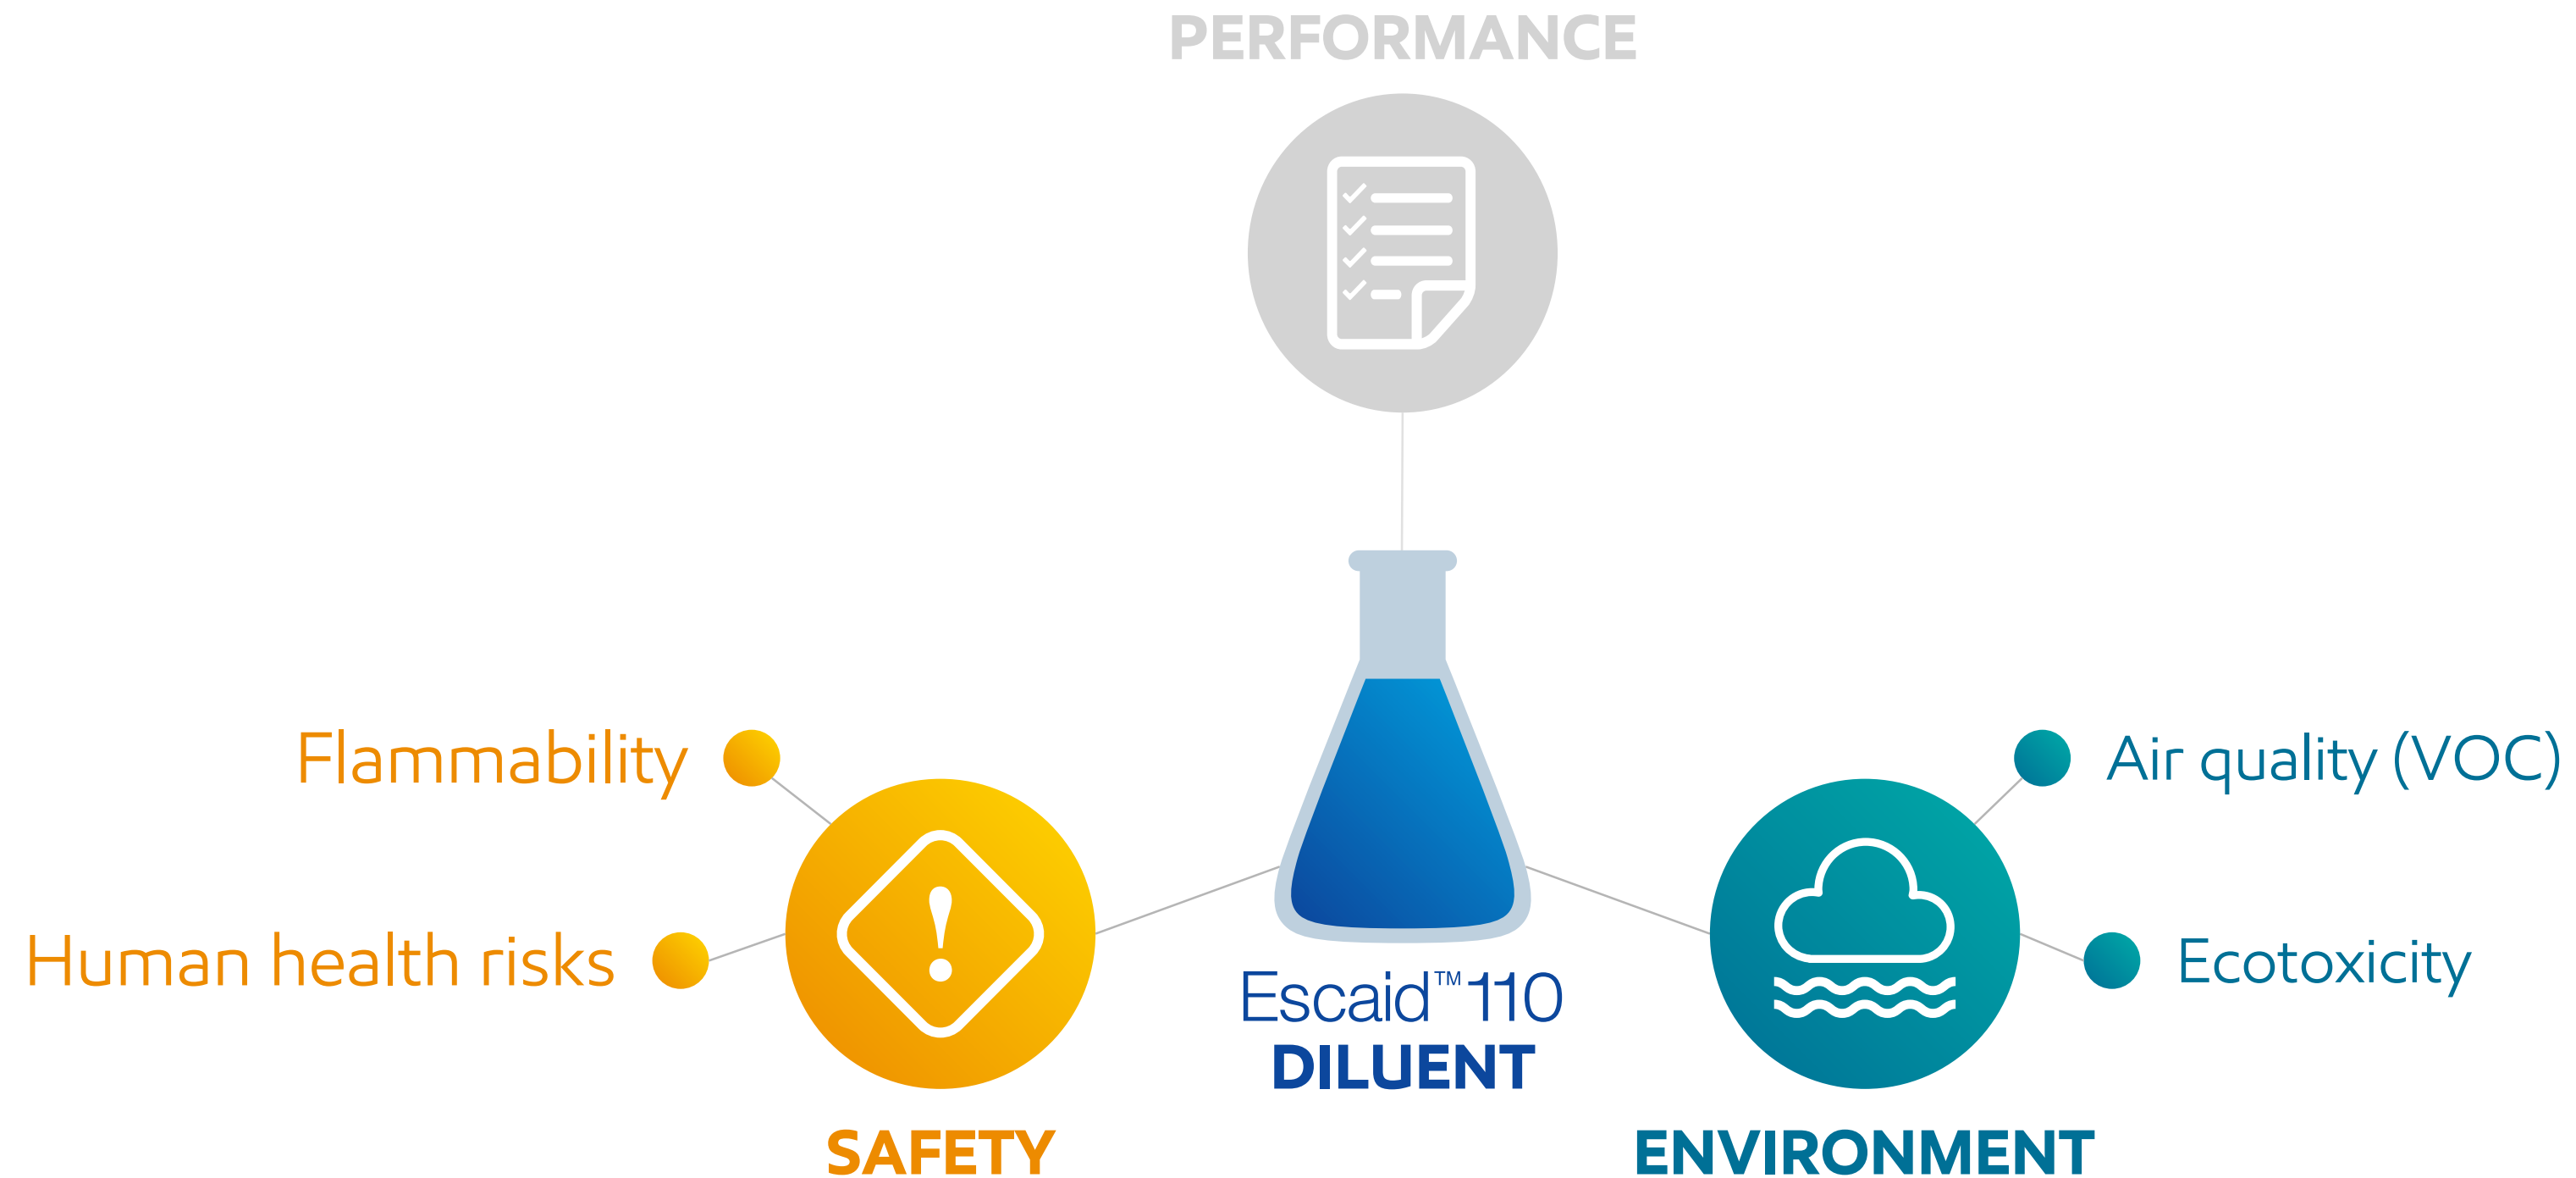 PERFORMANCE
Flammability
Human health risks
SAFETY
Escaid™ 110
DILUENT
Air quality (VOC)
Ecotoxicity
ENVIRONMENT